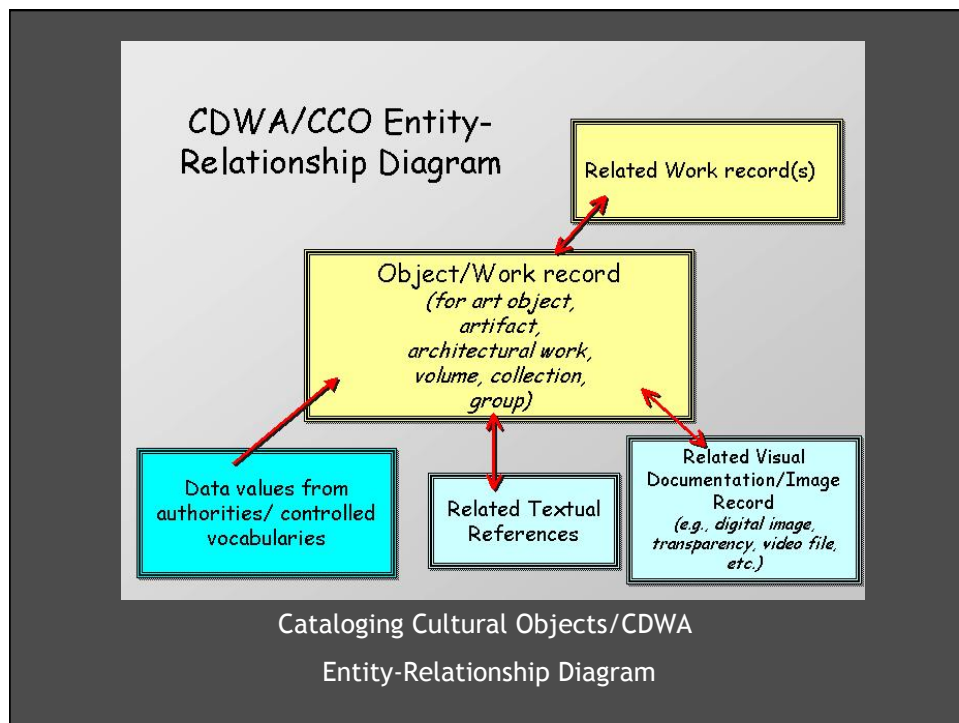 CDWA/CCO Entity-
Relationship Diagram
Related Work record(s)
Object/Work record
(for art object,
artifact,
architectural work,
volume, collection,
group)
Data values from
authorities/ controlled
vocabularies
Related Textual
References
Related Visual
Documentation/Image
Record
(e.g., digital image,
transparency, video file,
etc.)
Cataloging Cultural Objects/CDWA
Entity-Relationship Diagram